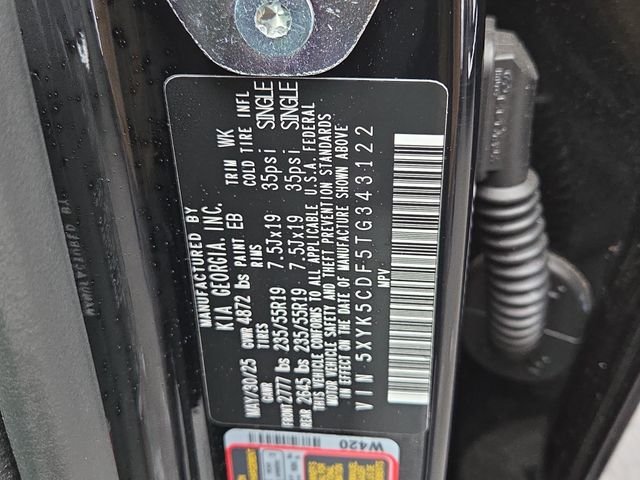 MANUFACTURED BY
KIA GEORGIA, INC.
MAY/30/25 GVWR 4872 lbs PAINT EB TRIM WK
GAWR TIRES RIMS COLD TIRE INFL
FRONT 2777 lbs 235/55R19 7.5Jx19 35psi SINGLE
REAR 2645 lbs 235/55R19 7.5Jx19 35psi SINGLE
THIS VEHICLE CONFORMS TO ALL APPLICABLE U.S.A. FEDERAL
MOTOR VEHICLE SAFETY AND THEFT PREVENTION STANDARDS
IN EFFECT ON THE DATE OF MANUFACTURE SHOWN ABOVE
VIN 5XYK5CDF5TG343122
MPV
W420